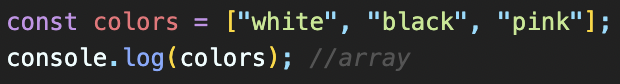 const colors = ["white", "black", "pink"];
console.log(colors); //array